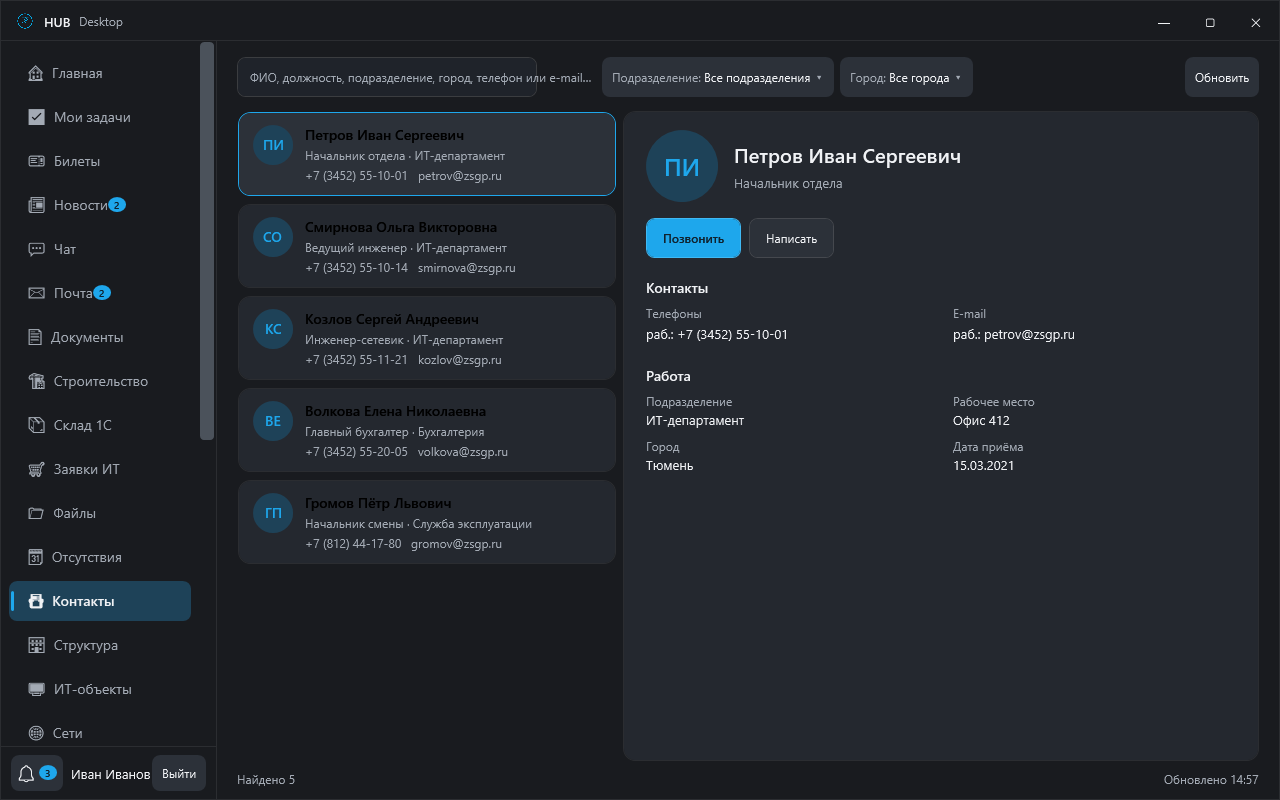 HUB Desktop
Главная
Мои задачи
Билеты
Новости 2
Чат
Почта 2
Документы
Строительство
Склад 1С
Заявки ИТ
Файлы
31 Отсутствия
Контакты
Структура
ИТ-объекты
Сети
3 Иван Иванов Выйти
ФИО, должность, подразделение, город, телефон или e-mail...
Подразделение: Все подразделения
Город: Все города
Обновить
ПИ
Петров Иван Сергеевич
Начальник отдела · ИТ-департамент
+7 (3452) 55-10-01 petrov@zsgp.ru
СО
Смирнова Ольга Викторовна
Ведущий инженер · ИТ-департамент
+7 (3452) 55-10-14 smirnova@zsgp.ru
КС
Козлов Сергей Андреевич
Инженер-сетевик · ИТ-департамент
+7 (3452) 55-11-21 kozlov@zsgp.ru
ВЕ
Волкова Елена Николаевна
Главный бухгалтер · Бухгалтерия
+7 (3452) 55-20-05 volkova@zsgp.ru
ГП
Громов Пётр Львович
Начальник смены · Служба эксплуатации
+7 (812) 44-17-80 gromov@zsgp.ru
Найдено 5
ПИ
Петров Иван Сергеевич
Начальник отдела
Позвонить Написать
Контакты
Телефоны
раб.: +7 (3452) 55-10-01
E-mail
раб.: petrov@zsgp.ru
Работа
Подразделение
ИТ-департамент
Рабочее место
Офис 412
Город
Тюмень
Дата приёма
15.03.2021
Обновлено 14:57